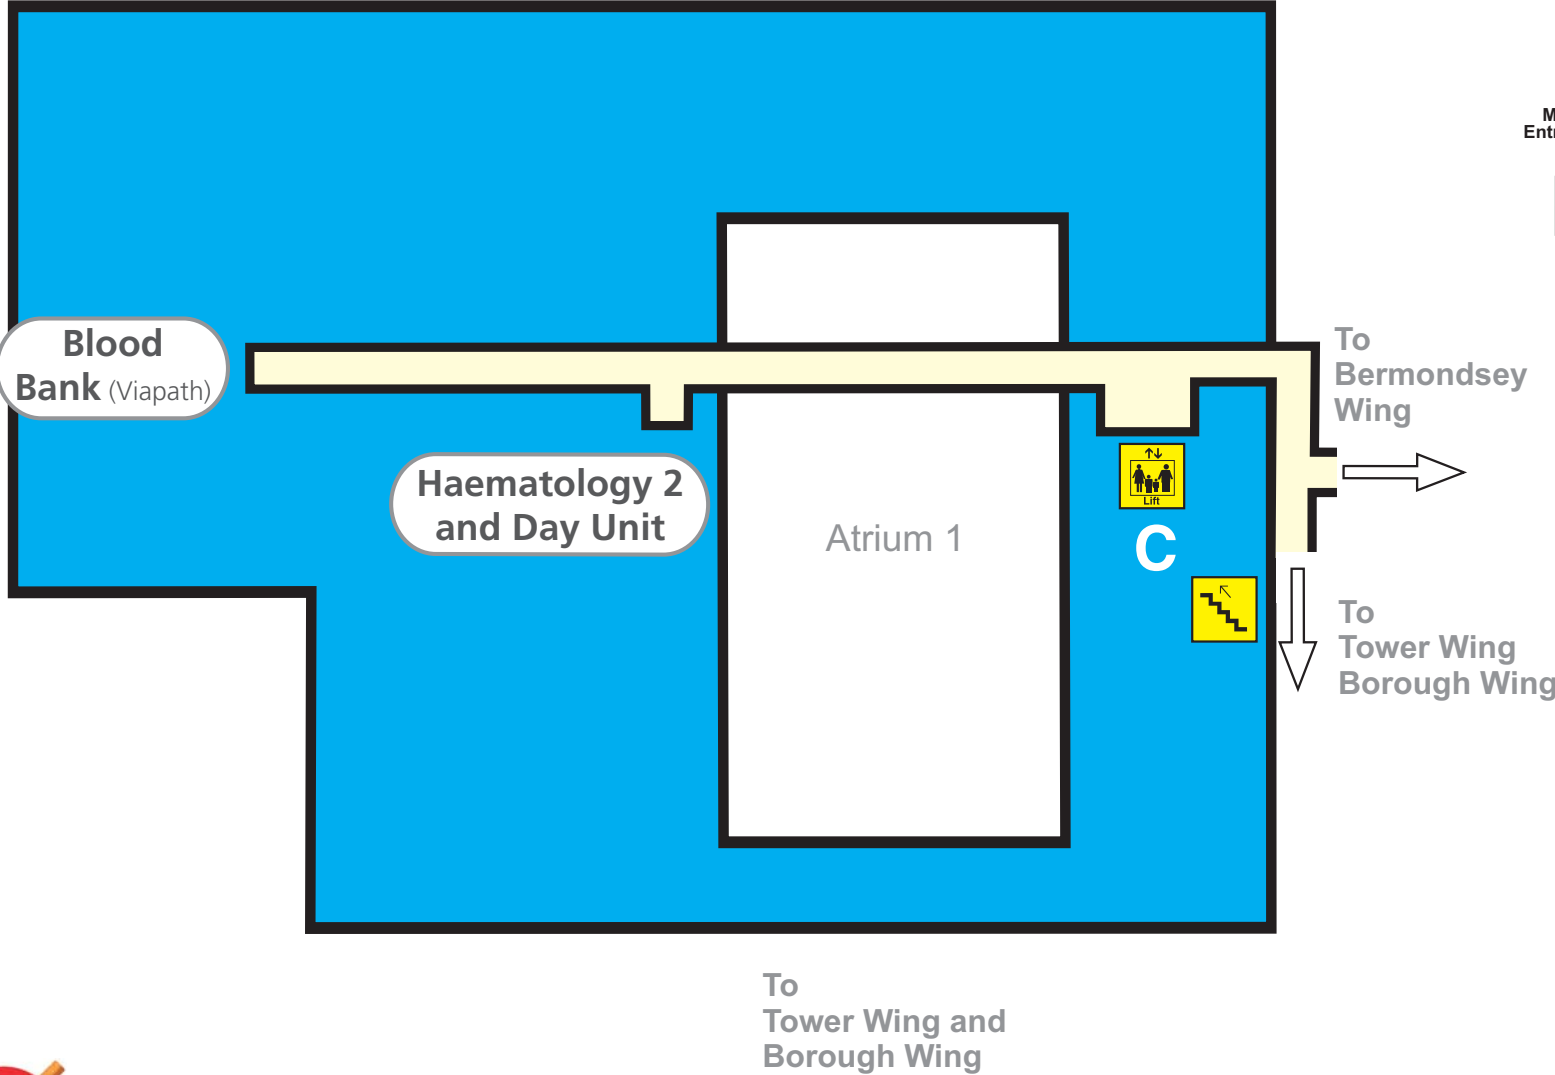 Blood
Bank (Viapath)
Haematology 2
and Day Unit
Atrium 1
Lift
C
To
Bermondsey
Wing
To
Tower Wing
Borough Wing
To
Tower Wing and
Borough Wing